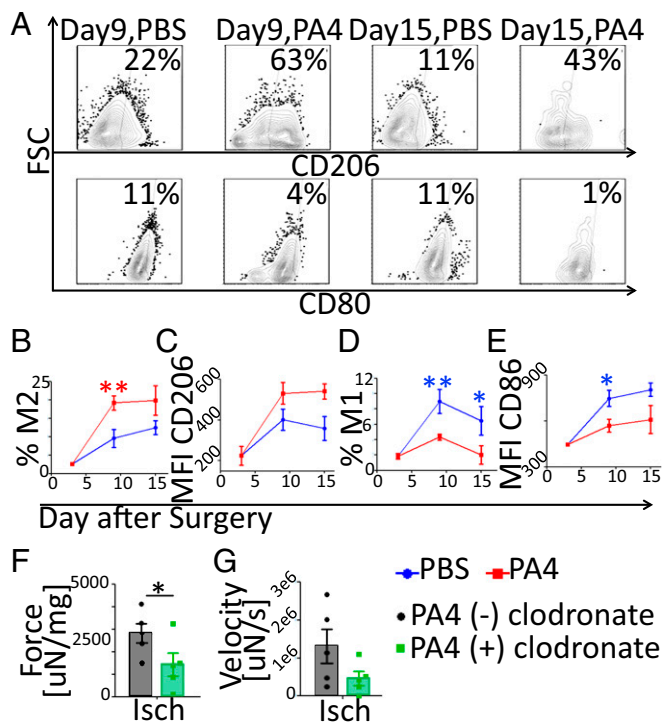 A
Day9,PBS Day9,PA4 Day15,PBS Day15,PA4
22% 63% 11% 43%
FSC
CD206
11% 4% 11% 1%
CD80
B C D E
% M2
25
**
0
0 5 10 15
MFI CD206
600
400
200
0 5 10 15
% M1
12
8
4
0
** *
0 5 10 15
MFI CD86
900
300
*
0 5 10 15
Day after Surgery
F
Force
[uN/mg]
5000
2500
0
*
Isch
G
Velocity
[uN/s]
3e6
2e6
1e6
0
Isch
PBS PA4
PA4 (-) clodronate
PA4 (+) clodronate